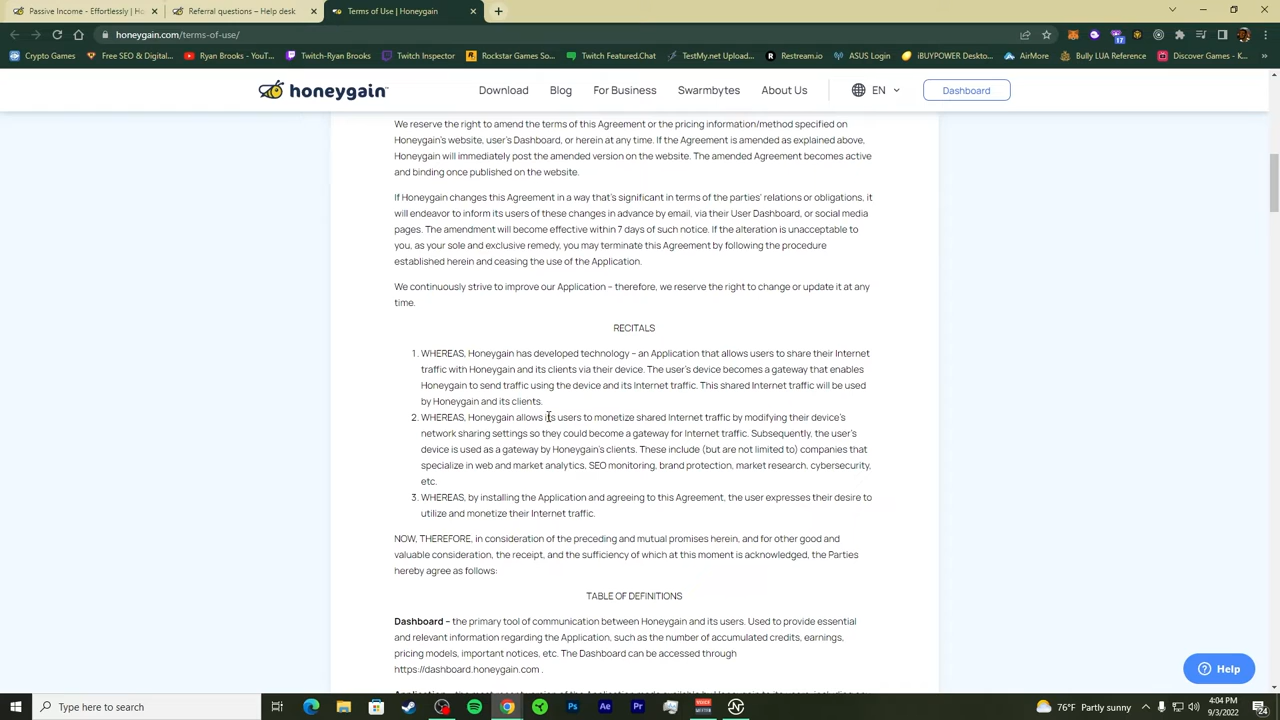 Passive Income - Effortlessly | H
Referral questions – Help desk
Terms of Use | Honeygain
honeygain.com/terms-of-use/
Crypto Games
Free SEO & Digital...
Ryan Brooks - YouT...
Twitch-Ryan Brooks
Twitch Inspector
Rockstar Games So...
Twitch Featured.Chat
TestMy.net Upload...
Restream.io
ASUS Login
iBUYPOWER Deskto...
AirMore
Bully LUA Reference
Discover Games - K...
honeygain
Download
Blog
For Business
Swarmbytes
About Us
EN
Dashboard
We reserve the right to amend the terms of this Agreement or the pricing information/method specified on
Honeygain's website, user's Dashboard, or herein at any time. If the Agreement is amended as explained above,
Honeygain will immediately post the amended version on the website. The amended Agreement becomes active
and binding once published on the website.
If Honeygain changes this Agreement in a way that's significant in terms of the parties' relations or obligations, it
will endeavor to inform its users of these changes in advance by email, via their User Dashboard, or social media
pages. The amendment will become effective within 7 days of such notice. If the alteration is unacceptable to
you, as your sole and exclusive remedy, you may terminate this Agreement by following the procedure
established herein and ceasing the use of the Application.
We continuously strive to improve our Application – therefore, we reserve the right to change or update it at any
time.
RECITALS
1. WHEREAS, Honeygain has developed technology – an Application that allows users to share their Internet
traffic with Honeygain and its clients via their device. The user's device becomes a gateway that enables
Honeygain to send traffic using the device and its Internet traffic. This shared Internet traffic will be used
by Honeygain and its clients.
2. WHEREAS, Honeygain allows its users to monetize shared Internet traffic by modifying their device's
network sharing settings so they could become a gateway for Internet traffic. Subsequently, the user's
device is used as a gateway by Honeygain's clients. These include (but are not limited to) companies that
specialize in web and market analytics, SEO monitoring, brand protection, market research, cybersecurity,
etc.
3. WHEREAS, by installing the Application and agreeing to this Agreement, the user expresses their desire to
utilize and monetize their Internet traffic.
NOW, THEREFORE, in consideration of the preceding and mutual promises herein, and for other good and
valuable consideration, the receipt, and the sufficiency of which at this moment is acknowledged, the Parties
hereby agree as follows:
TABLE OF DEFINITIONS
Dashboard – the primary tool of communication between Honeygain and its users. Used to provide essential
and relevant information regarding the Application, such as the number of accumulated credits, earnings,
pricing models, important notices, etc. The Dashboard can be accessed through
https://dashboard.honeygain.com .
Help
Type here to search
76°F Partly sunny
4:04 PM
9/3/2022